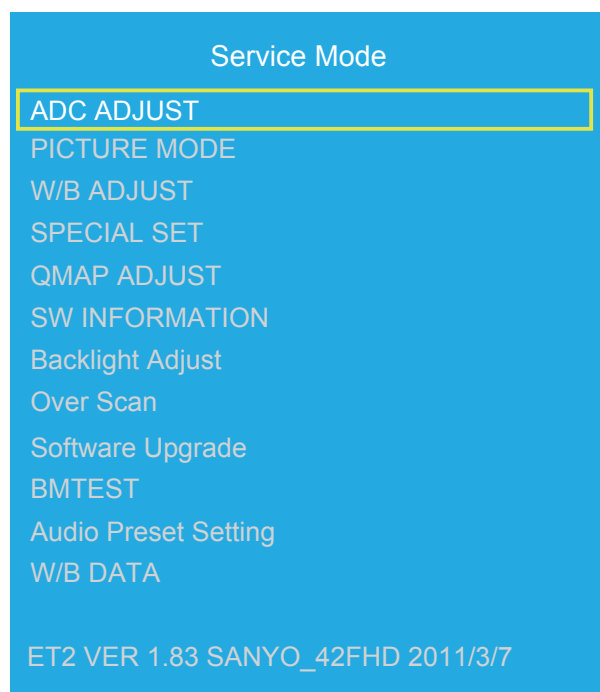 Service Mode
ADC ADJUST
PICTURE MODE
W/B ADJUST
SPECIAL SET
QMAP ADJUST
SW INFORMATION
Backlight Adjust
Over Scan
Software Upgrade
BMTEST
Audio Preset Setting
W/B DATA
ET2 VER 1.83 SANYO_42FHD 2011/3/7